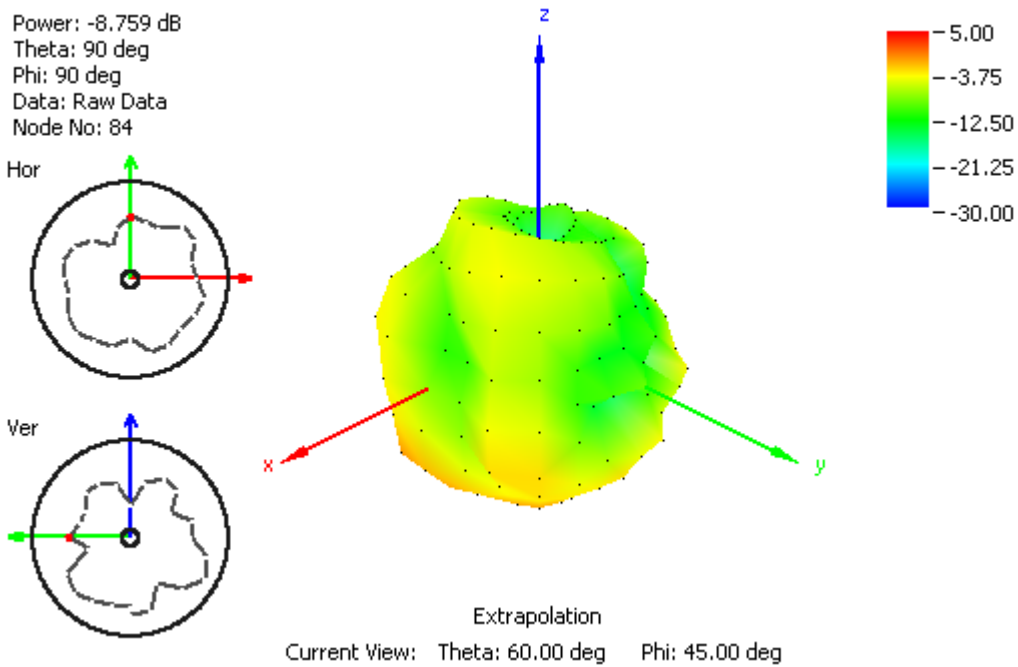 Power: -8.759 dB
Theta: 90 deg
Phi: 90 deg
Data: Raw Data
Node No: 84
Hor
Ver
z
x
y
5.00
-3.75
-12.50
-21.25
-30.00
Extrapolation
Current View: Theta: 60.00 deg Phi: 45.00 deg